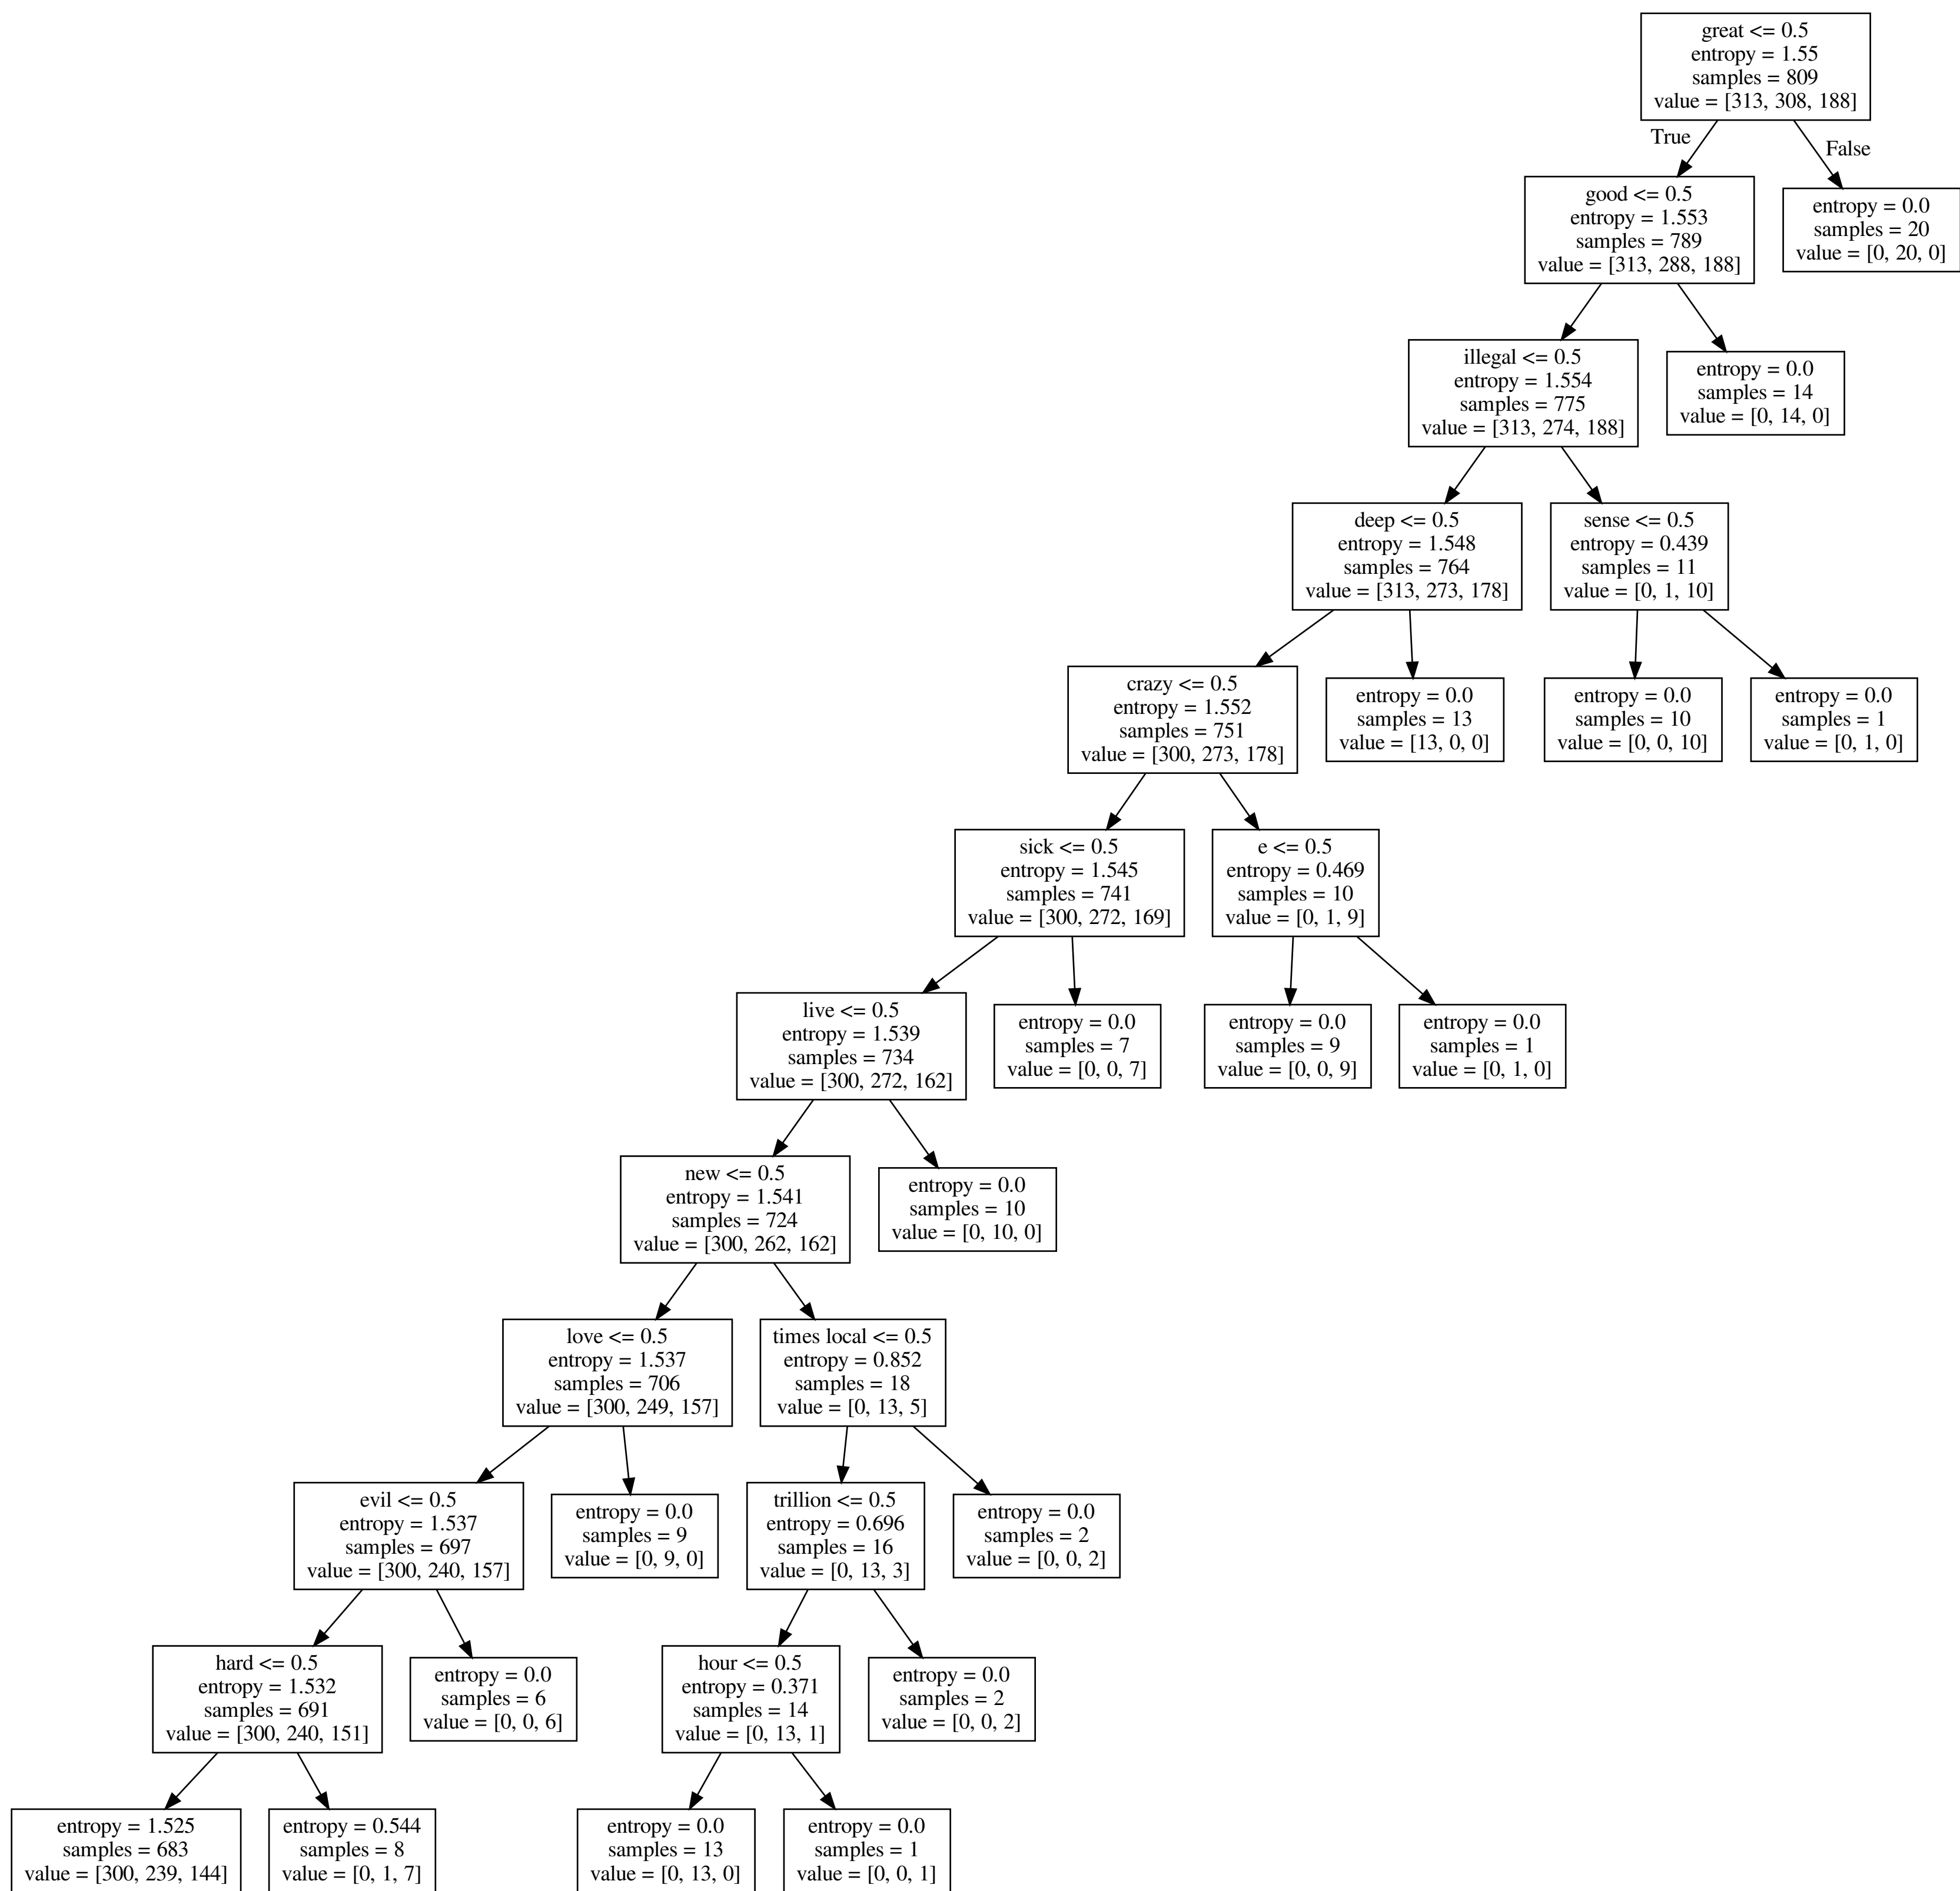 great <= 0.5
entropy = 1.55
samples = 809
value = [313, 308, 188]
True
False
good <= 0.5
entropy = 1.553
samples = 789
value = [313, 288, 188]
entropy = 0.0
samples = 20
value = [0, 20, 0]
illegal <= 0.5
entropy = 1.554
samples = 775
value = [313, 274, 188]
entropy = 0.0
samples = 14
value = [0, 14, 0]
deep <= 0.5
entropy = 1.548
samples = 764
value = [313, 273, 178]
sense <= 0.5
entropy = 0.439
samples = 11
value = [0, 1, 10]
crazy <= 0.5
entropy = 1.552
samples = 751
value = [300, 273, 178]
entropy = 0.0
samples = 13
value = [13, 0, 0]
entropy = 0.0
samples = 10
value = [0, 0, 10]
entropy = 0.0
samples = 1
value = [0, 1, 0]
sick <= 0.5
entropy = 1.545
samples = 741
value = [300, 272, 169]
e <= 0.5
entropy = 0.469
samples = 10
value = [0, 1, 9]
live <= 0.5
entropy = 1.539
samples = 734
value = [300, 272, 162]
entropy = 0.0
samples = 7
value = [0, 0, 7]
entropy = 0.0
samples = 9
value = [0, 0, 9]
entropy = 0.0
samples = 1
value = [0, 1, 0]
new <= 0.5
entropy = 1.541
samples = 724
value = [300, 262, 162]
entropy = 0.0
samples = 10
value = [0, 10, 0]
love <= 0.5
entropy = 1.537
samples = 706
value = [300, 249, 157]
times local <= 0.5
entropy = 0.852
samples = 18
value = [0, 13, 5]
evil <= 0.5
entropy = 1.537
samples = 697
value = [300, 240, 157]
entropy = 0.0
samples = 9
value = [0, 9, 0]
trillion <= 0.5
entropy = 0.696
samples = 16
value = [0, 13, 3]
entropy = 0.0
samples = 2
value = [0, 0, 2]
hard <= 0.5
entropy = 1.532
samples = 691
value = [300, 240, 151]
entropy = 0.0
samples = 6
value = [0, 0, 6]
hour <= 0.5
entropy = 0.371
samples = 14
value = [0, 13, 1]
entropy = 0.0
samples = 2
value = [0, 0, 2]
entropy = 1.525
samples = 683
value = [300, 239, 144]
entropy = 0.544
samples = 8
value = [0, 1, 7]
entropy = 0.0
samples = 13
value = [0, 13, 0]
entropy = 0.0
samples = 1
value = [0, 0, 1]